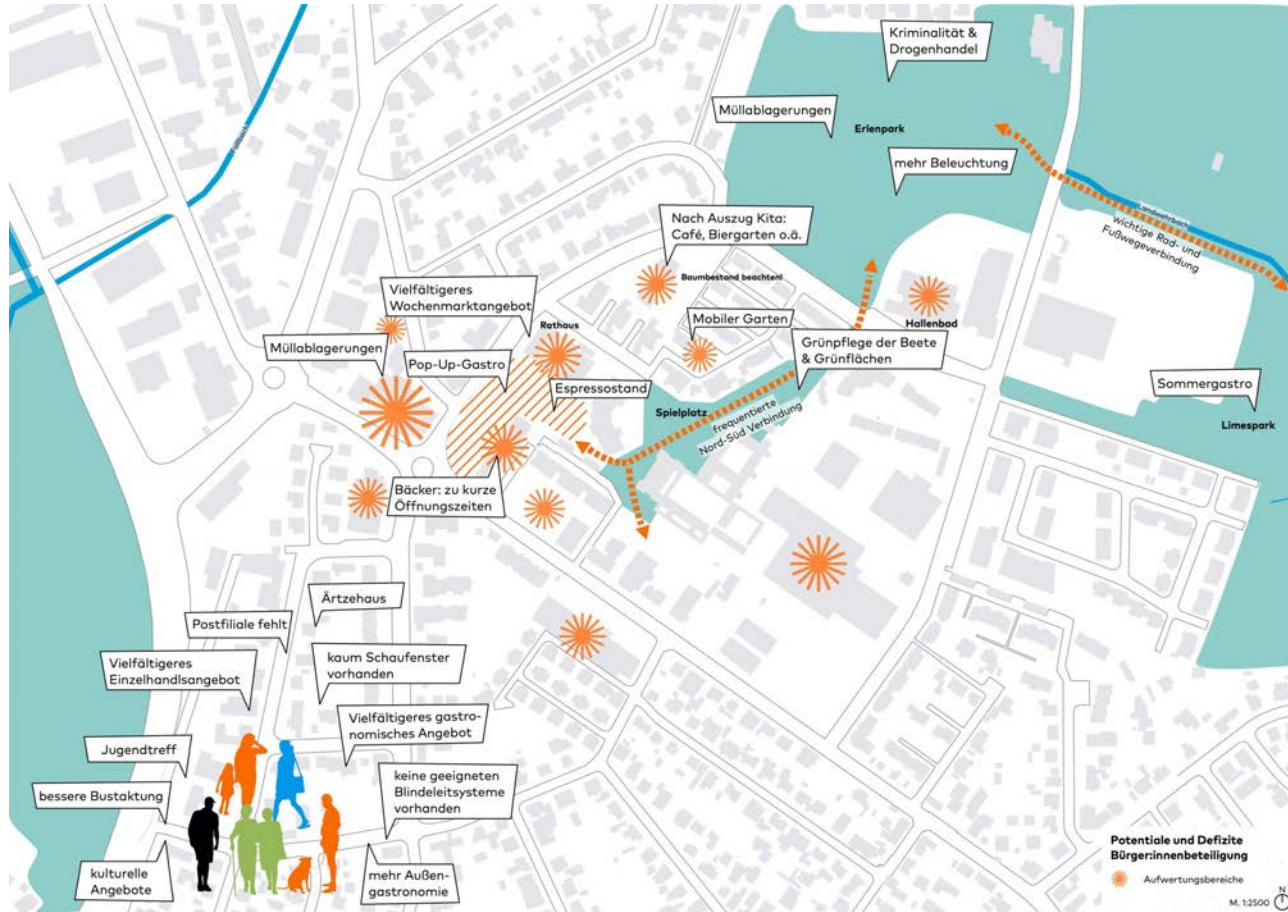 Kriminalität &
Drogenhandel
Müllablagerungen
Erlenpark
mehr Beleuchtung
Fallbach
Landwehrbach
wichtige Rad- und
Fußwegeverbindung
Nach Auszug Kita:
Café, Biergarten o.ä.
Baumbestand beachten!
Vielfältigeres
Wochenmarktangebot
Rathaus
Mobiler Garten
Hallenbad
Müllablagerungen
Pop-Up-Gastro
Grünpflege der Beete
& Grünflächen
Espressostand
Sommergastro
Spielplatz
frequentierte
Nord-Süd Verbindung
Limespark
Bäcker: zu kurze
Öffnungszeiten
Ärtzehaus
Postfiliale fehlt
kaum Schaufenster
vorhanden
Vielfältigeres
Einzelhandlsangebot
Vielfältigeres gastro-
nomisches Angebot
Jugendtreff
keine geeigneten
Blindeleitsysteme
vorhanden
bessere Bustaktung
kulturelle
Angebote
mehr Außen-
gastronomie
Potentiale und Defizite
Bürger:innenbeteiligung
Aufwertungsbereiche
N
M. 1:2500